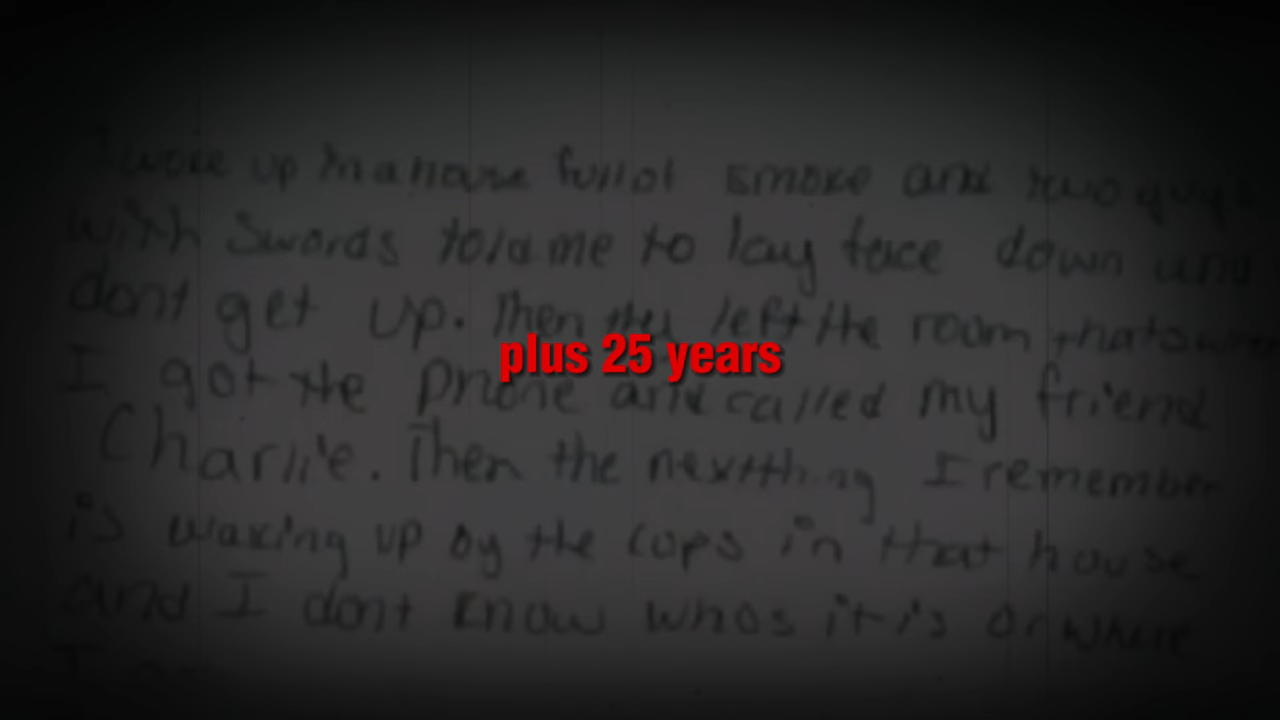 I woke up in a house full of smoke and two guys
with Swords told me to lay face down and
dont get up. Then they left the room thats when
plus 25 years
I got the phone and called my friend
Charlie. Then the next thing I remember
is waking up by the cops in that house
and I dont know whos it is or where
I